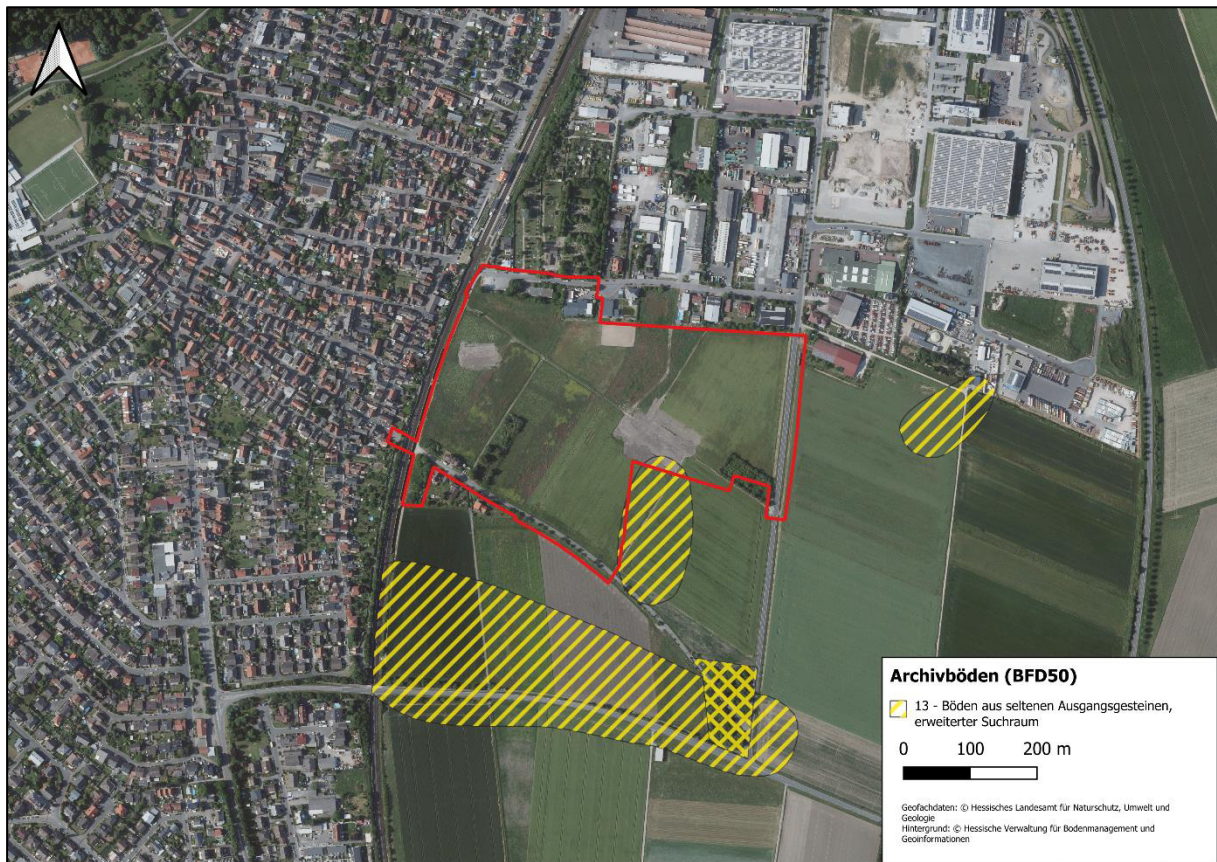 Archivböden (BFD50)
13 - Böden aus seltenen Ausgangsgesteinen,
erweiterter Suchraum
0 100 200 m
Geofachdaten: © Hessisches Landesamt für Naturschutz, Umwelt und
Geologie
Hintergrund: © Hessische Verwaltung für Bodenmanagement und
Geoinformationen